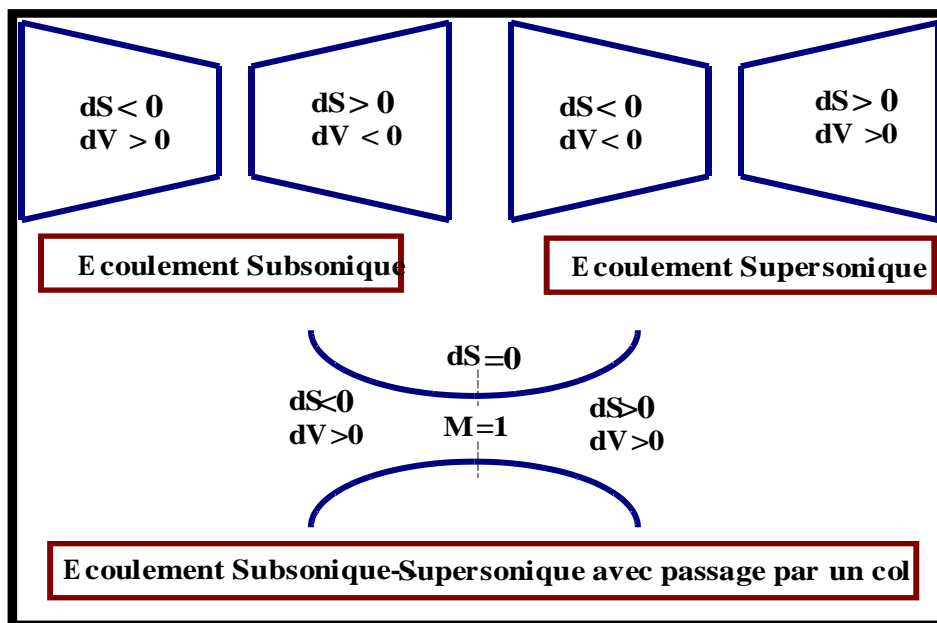 dS < 0
dV > 0
dS > 0
dV < 0
dS < 0
dV < 0
dS > 0
dV >0
Ecoulement Subsonique
Ecoulement Supersonique
dS=0
dS<0
dV>0
M=1
dS>0
dV>0
Ecoulement Subsonique-Supersonique avec passage par un col